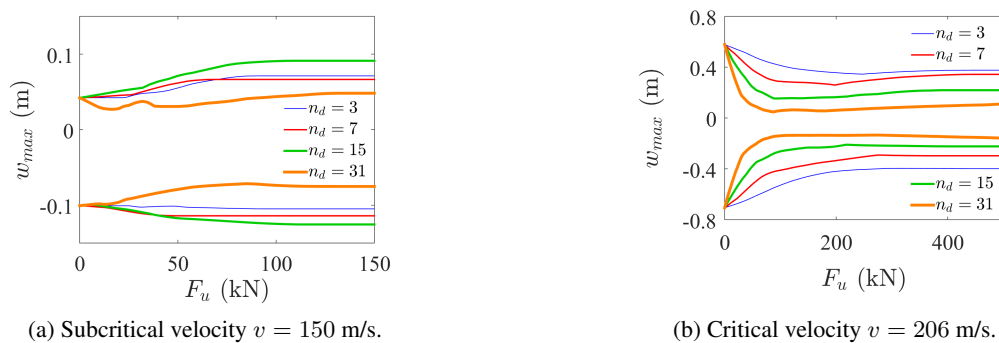 0.1
0
-0.1
w_max (m)
n_d = 3
n_d = 7
n_d = 15
n_d = 31
0 50 100 150
F_u (kN)
(a) Subcritical velocity v = 150 m/s.
0.8
0.4
0
-0.4
-0.8
w_max (m)
n_d = 3
n_d = 7
n_d = 15
n_d = 31
0 200 400
F_u (kN)
(b) Critical velocity v = 206 m/s.